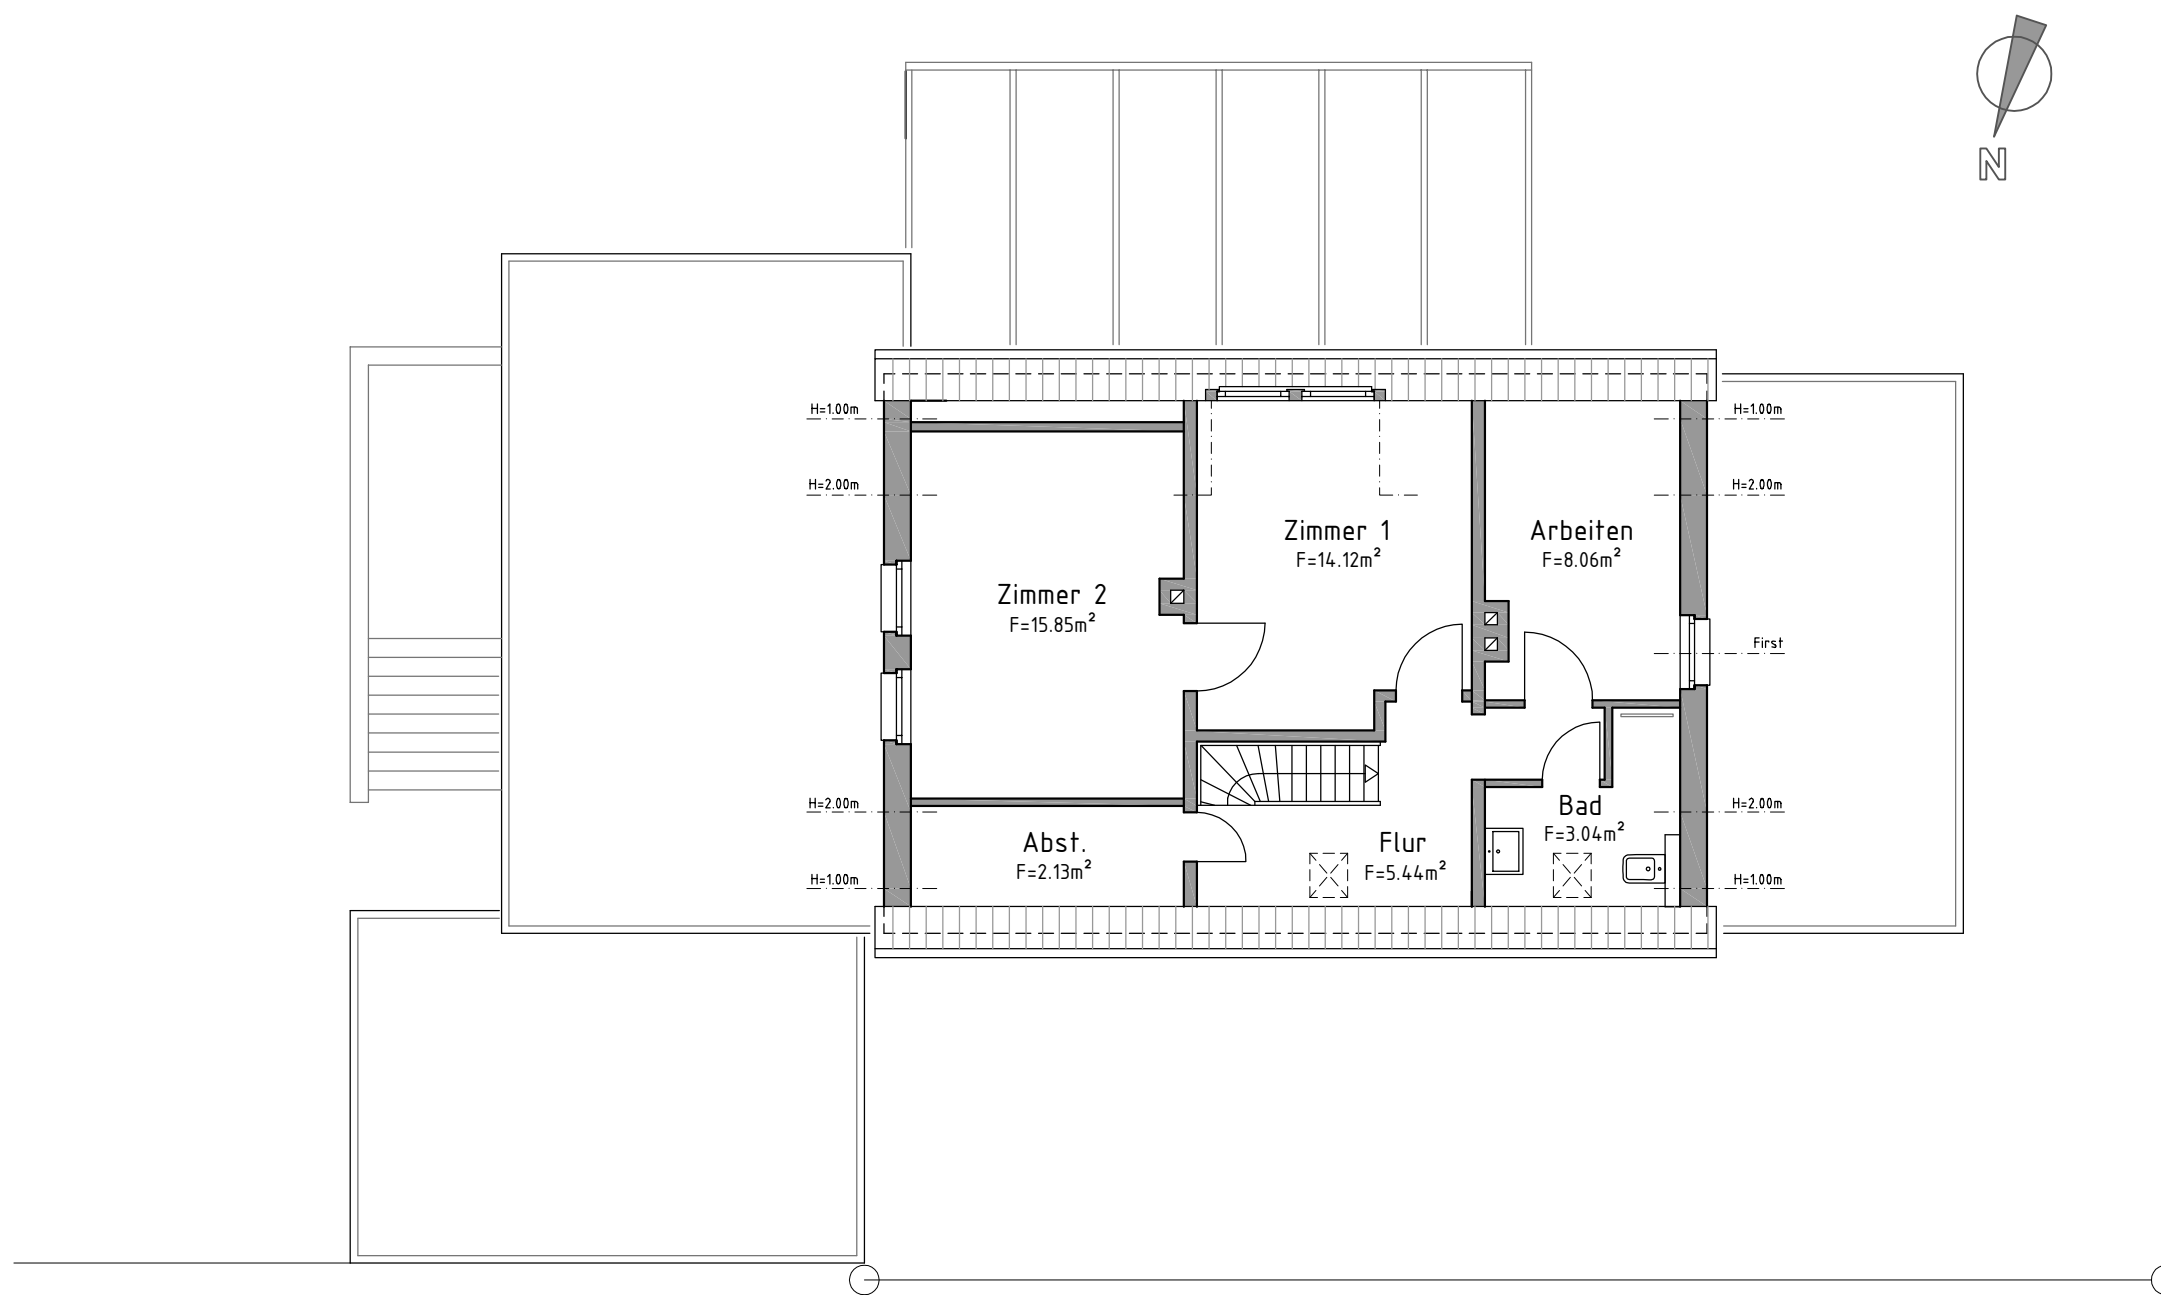 N
H=1.00m
H=1.00m
H=2.00m
H=2.00m
Zimmer 1
F=14.12m²
Arbeiten
F=8.06m²
Zimmer 2
F=15.85m²
First
H=2.00m
H=2.00m
Bad
F=3.04m²
Abst.
F=2.13m²
Flur
F=5.44m²
H=1.00m
H=1.00m